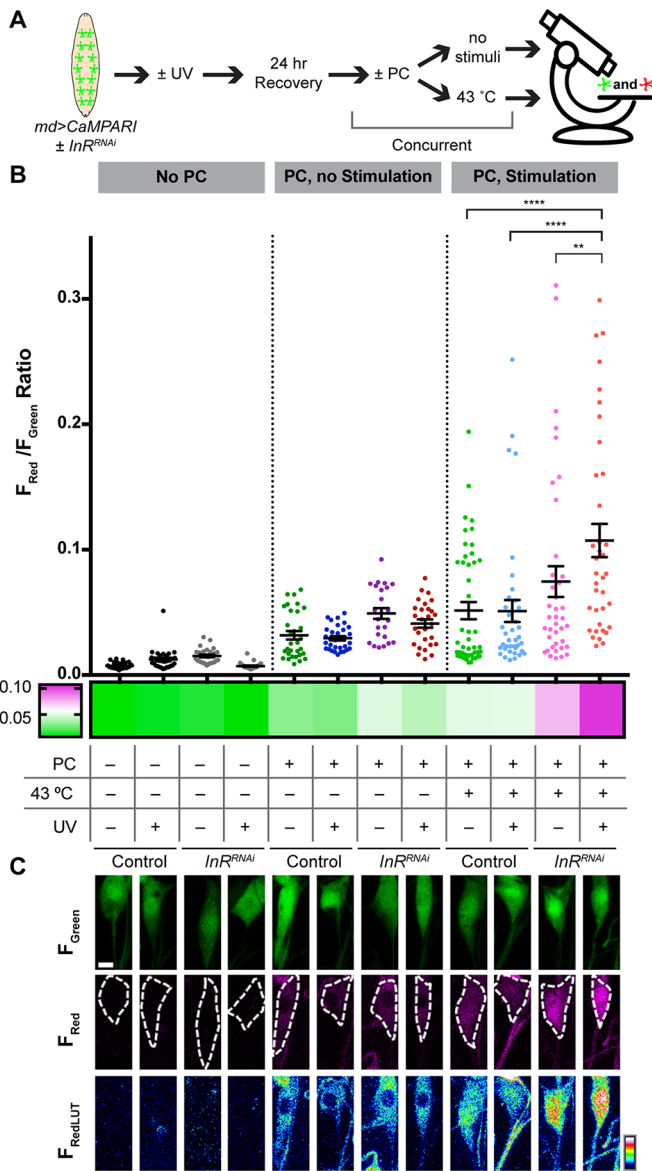 A
md>CaMPARI
± InR^RNAi
± UV
24 hr
Recovery
± PC
no
stimuli
43 ˚C
Concurrent
and
B
No PC
PC, no Stimulation
PC, Stimulation
****
****
**
F_Red /F_Green Ratio
0.3
0.2
0.1
0.0
0.10
0.05
PC – – – – + + + + + + + +
43 ºC – – – – – – – – + + + +
UV – + – + – + – + – + – +
Control InR^RNAi Control InR^RNAi Control InR^RNAi
C
F_Green
F_Red
F_RedLUT